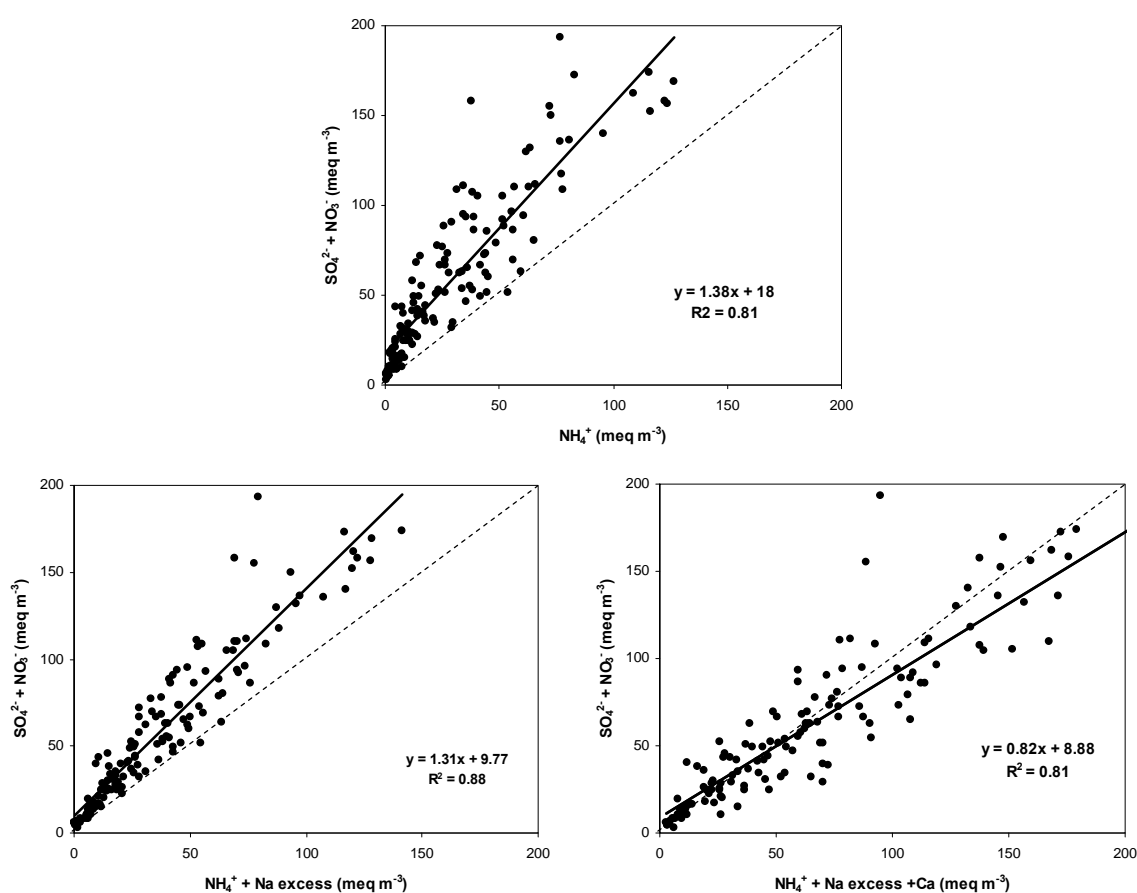 200
150
100
50
0
SO₄²⁻ + NO₃⁻ (meq m⁻³)
y = 1.38x + 18
R2 = 0.81
0 50 100 150 200
NH₄⁺ (meq m⁻³)
200
150
100
50
0
SO₄²⁻ + NO₃⁻ (meq m⁻³)
y = 1.31x + 9.77
R² = 0.88
0 50 100 150 200
NH₄⁺ + Na excess (meq m⁻³)
200
150
100
50
0
SO₄²⁻ + NO₃⁻ (meq m⁻³)
y = 0.82x + 8.88
R² = 0.81
0 50 100 150 200
NH₄⁺ + Na excess +Ca (meq m⁻³)